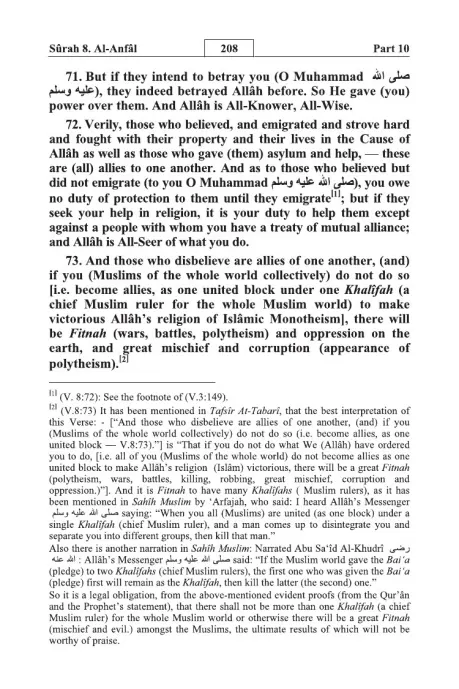 Sûrah 8. Al-Anfâl 208 Part 10
71. But if they intend to betray you (O Muhammad صلى الله
عليه وسلم), they indeed betrayed Allâh before. So He gave (you)
power over them. And Allâh is All-Knower, All-Wise.
72. Verily, those who believed, and emigrated and strove hard
and fought with their property and their lives in the Cause of
Allâh as well as those who gave (them) asylum and help, — these
are (all) allies to one another. And as to those who believed but
did not emigrate (to you O Muhammad صلى الله عليه وسلم), you owe
no duty of protection to them until they emigrate[1]; but if they
seek your help in religion, it is your duty to help them except
against a people with whom you have a treaty of mutual alliance;
and Allâh is All-Seer of what you do.
73. And those who disbelieve are allies of one another, (and)
if you (Muslims of the whole world collectively) do not do so
[i.e. become allies, as one united block under one Khalîfah (a
chief Muslim ruler for the whole Muslim world) to make
victorious Allâh's religion of Islâmic Monotheism], there will
be Fitnah (wars, battles, polytheism) and oppression on the
earth, and great mischief and corruption (appearance of
polytheism).[2]
[1] (V. 8:72): See the footnote of (V.3:149).
[2] (V.8:73) It has been mentioned in Tafsîr At-Tabarî, that the best interpretation of
this Verse: - ["And those who disbelieve are allies of one another, (and) if you
(Muslims of the whole world collectively) do not do so (i.e. become allies, as one
united block — V.8:73)."] is "That if you do not do what We (Allâh) have ordered
you to do, [i.e. all of you (Muslims of the whole world) do not become allies as one
united block to make Allâh's religion (Islâm) victorious, there will be a great Fitnah
(polytheism, wars, battles, killing, robbing, great mischief, corruption and
oppression.)"]. And it is Fitnah to have many Khalîfahs ( Muslim rulers), as it has
been mentioned in Sahîh Muslim by 'Arfajah, who said: I heard Allâh's Messenger
صلى الله عليه وسلم saying: "When you all (Muslims) are united (as one block) under a
single Khalîfah (chief Muslim ruler), and a man comes up to disintegrate you and
separate you into different groups, then kill that man."
Also there is another narration in Sahîh Muslim: Narrated Abu Sa'îd Al-Khudrî رضى
الله عنه : Allâh's Messenger صلى الله عليه وسلم said: "If the Muslim world gave the Bai'a
(pledge) to two Khalîfahs (chief Muslim rulers), the first one who was given the Bai'a
(pledge) first will remain as the Khalîfah, then kill the latter (the second) one."
So it is a legal obligation, from the above-mentioned evident proofs (from the Qur'ân
and the Prophet's statement), that there shall not be more than one Khalîfah (a chief
Muslim ruler) for the whole Muslim world or otherwise there will be a great Fitnah
(mischief and evil.) amongst the Muslims, the ultimate results of which will not be
worthy of praise.